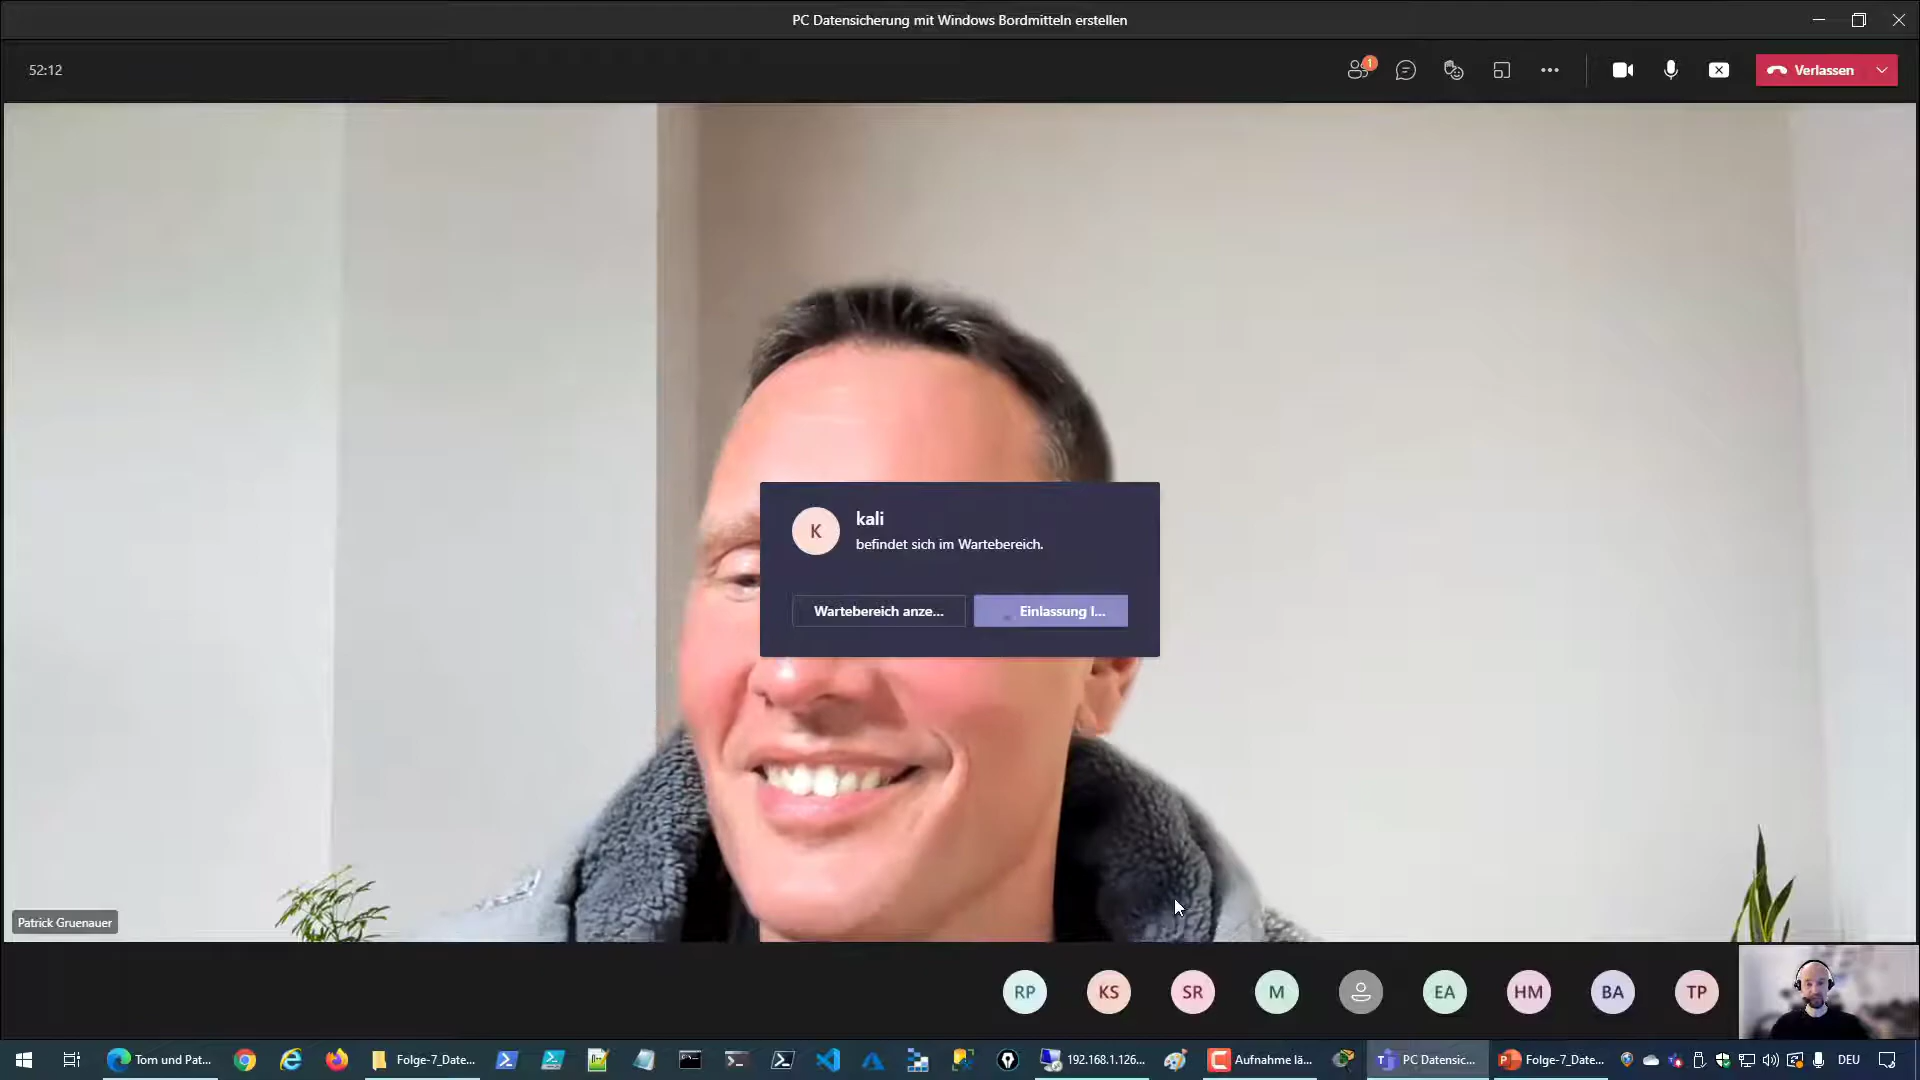 PC Datensicherung mit Windows Bordmitteln erstellen
52:12
1
Verlassen
K
kali
befindet sich im Wartebereich.
Wartebereich anze...
Einlassung l...
Patrick Gruenauer
RP
KS
SR
M
EA
HM
BA
TP
Tom und Pat...
Folge-7_Date...
192.168.1.126...
Aufnahme lä...
PC Datensic...
Folge-7_Date...
DEU